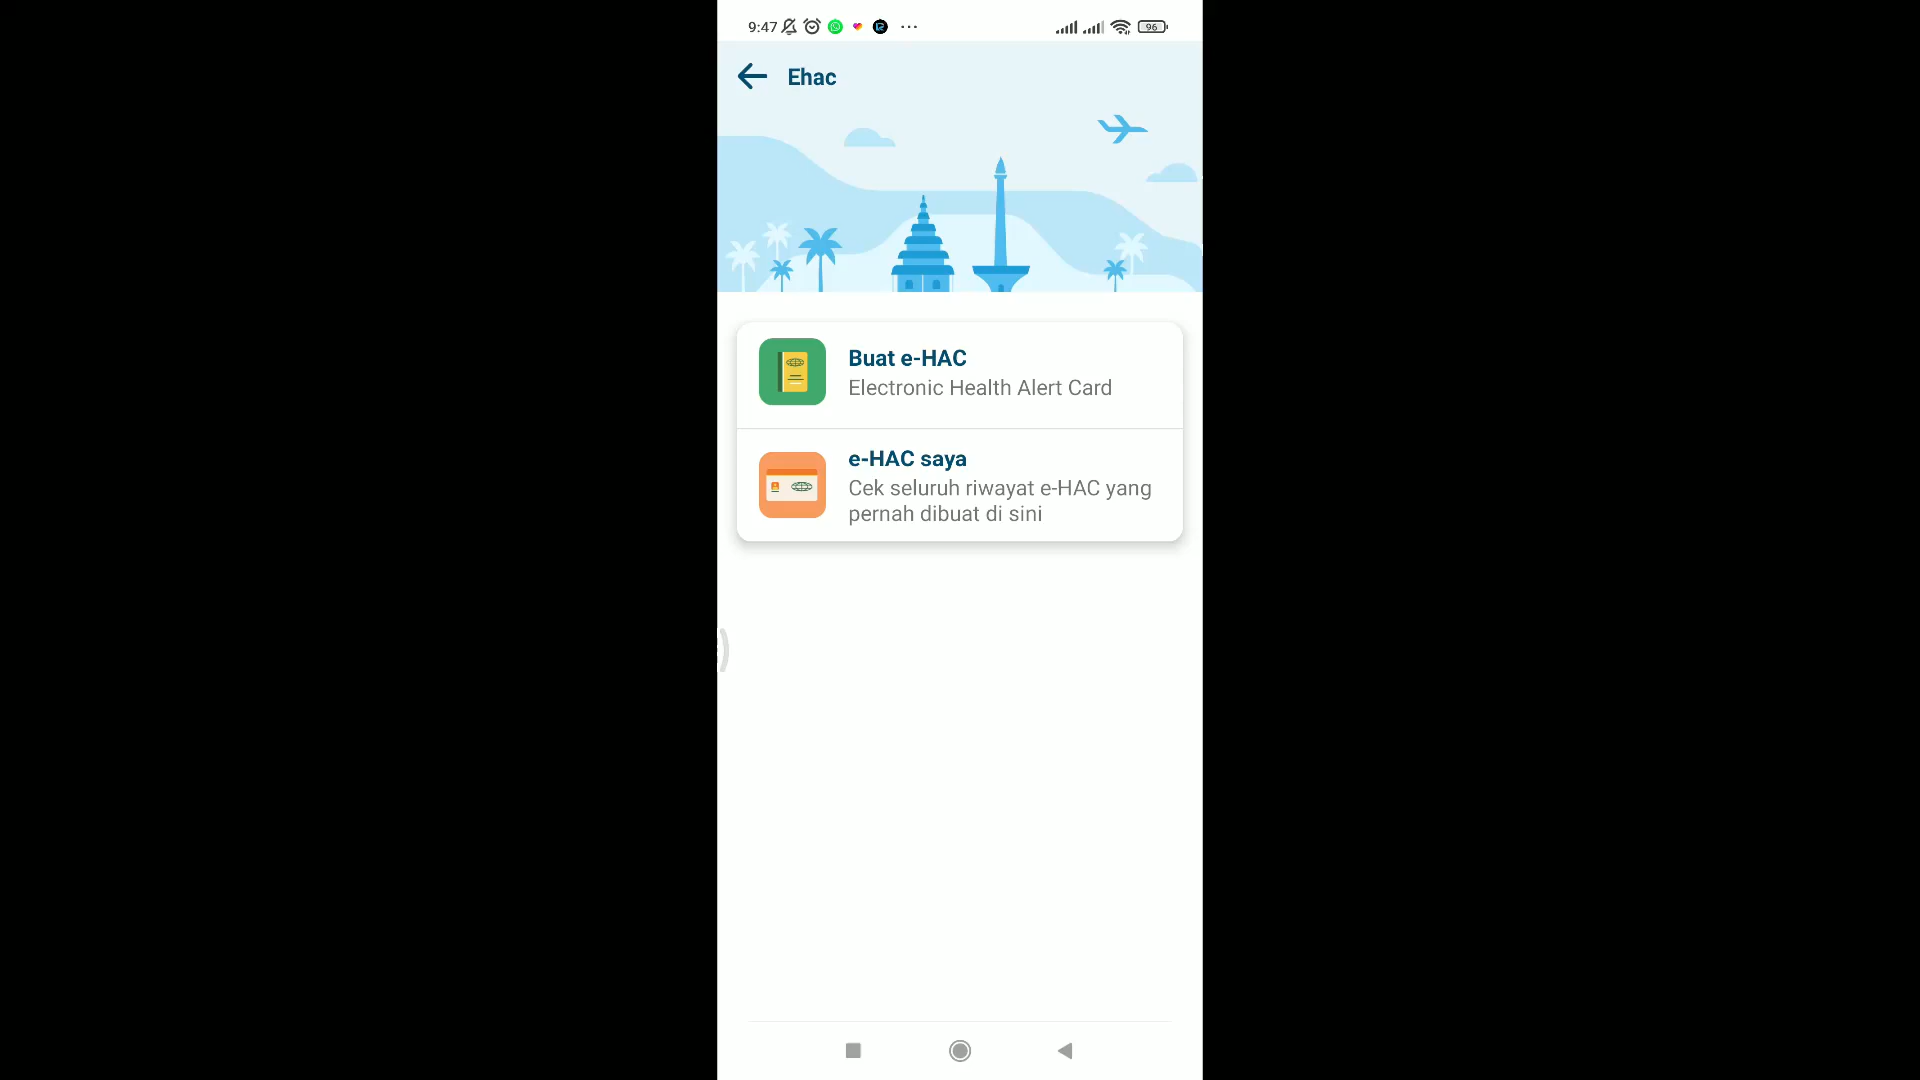 9:47
96
Ehac
Buat e-HAC
Electronic Health Alert Card
e-HAC saya
Cek seluruh riwayat e-HAC yang
pernah dibuat di sini